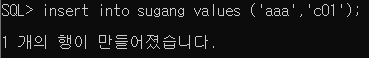 SQL> insert into sugang values ('aaa','c01');
1 개의 행이 만들어졌습니다.